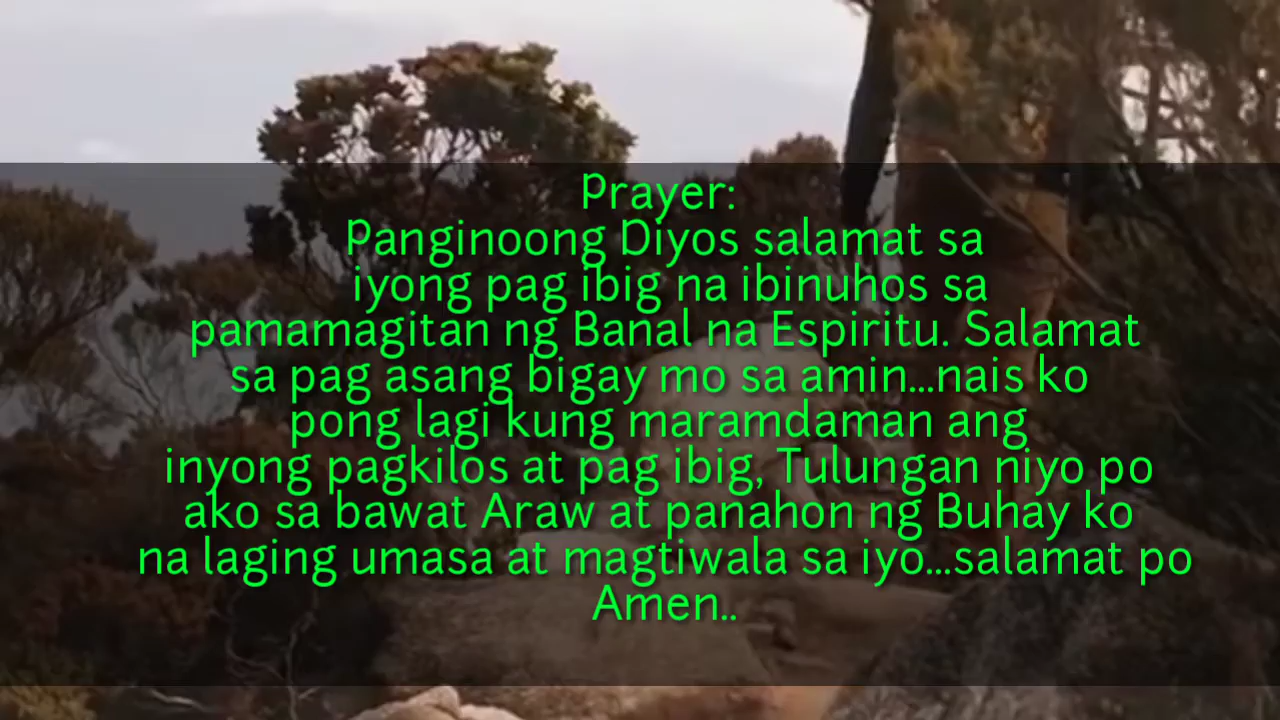 Prayer:
Panginoong Diyos salamat sa
iyong pag ibig na ibinuhos sa
pamamagitan ng Banal na Espiritu. Salamat
sa pag asang bigay mo sa amin...nais ko
pong lagi kung maramdaman ang
inyong pagkilos at pag ibig, Tulungan niyo po
ako sa bawat Araw at panahon ng Buhay ko
na laging umasa at magtiwala sa iyo...salamat po
Amen..